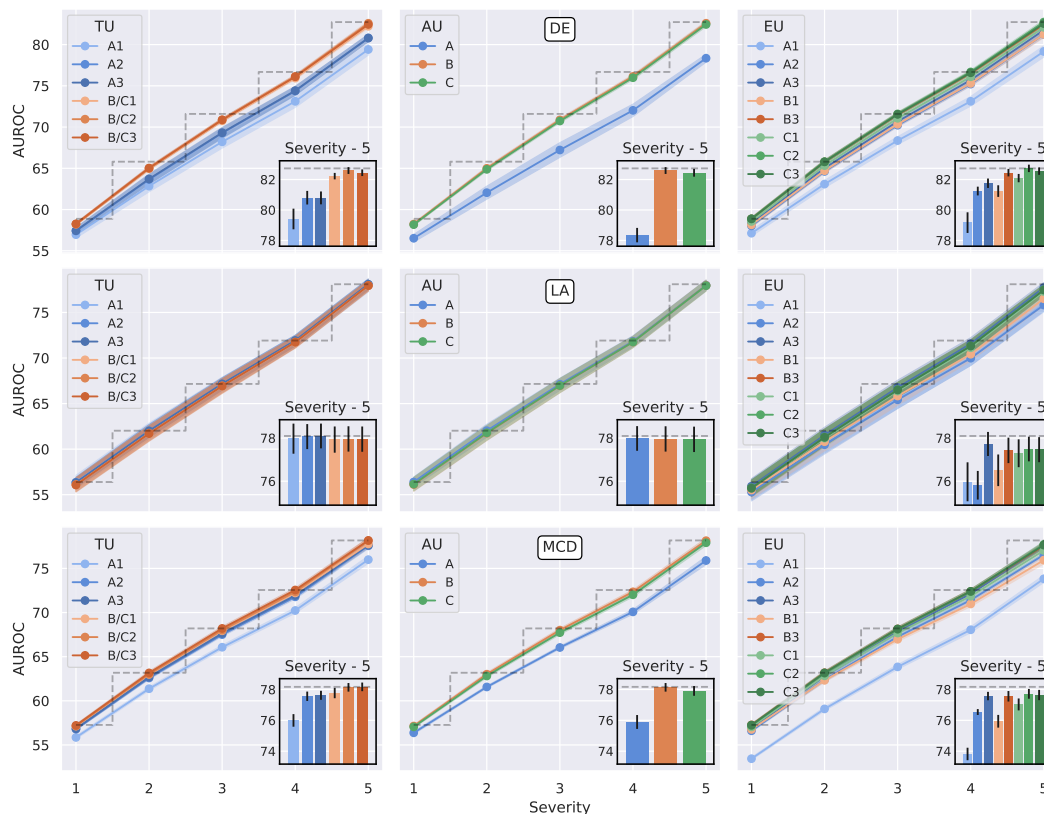 TU
A1
A2
A3
B/C1
B/C2
B/C3
AUROC
80
75
70
65
60
55
Severity - 5
82
80
78
AU
A
B
C
DE
Severity - 5
82
80
78
EU
A1
A2
A3
B1
B3
C1
C2
C3
Severity - 5
82
80
78
TU
A1
A2
A3
B/C1
B/C2
B/C3
AUROC
75
70
65
60
55
Severity - 5
78
76
AU
A
B
C
LA
Severity - 5
78
76
EU
A1
A2
A3
B1
B3
C1
C2
C3
Severity - 5
78
76
TU
A1
A2
A3
B/C1
B/C2
B/C3
AUROC
75
70
65
60
55
Severity - 5
78
76
74
1 2 3 4 5
AU
A
B
C
MCD
Severity - 5
78
76
74
1 2 3 4 5
Severity
EU
A1
A2
A3
B1
B3
C1
C2
C3
Severity - 5
78
76
74
1 2 3 4 5